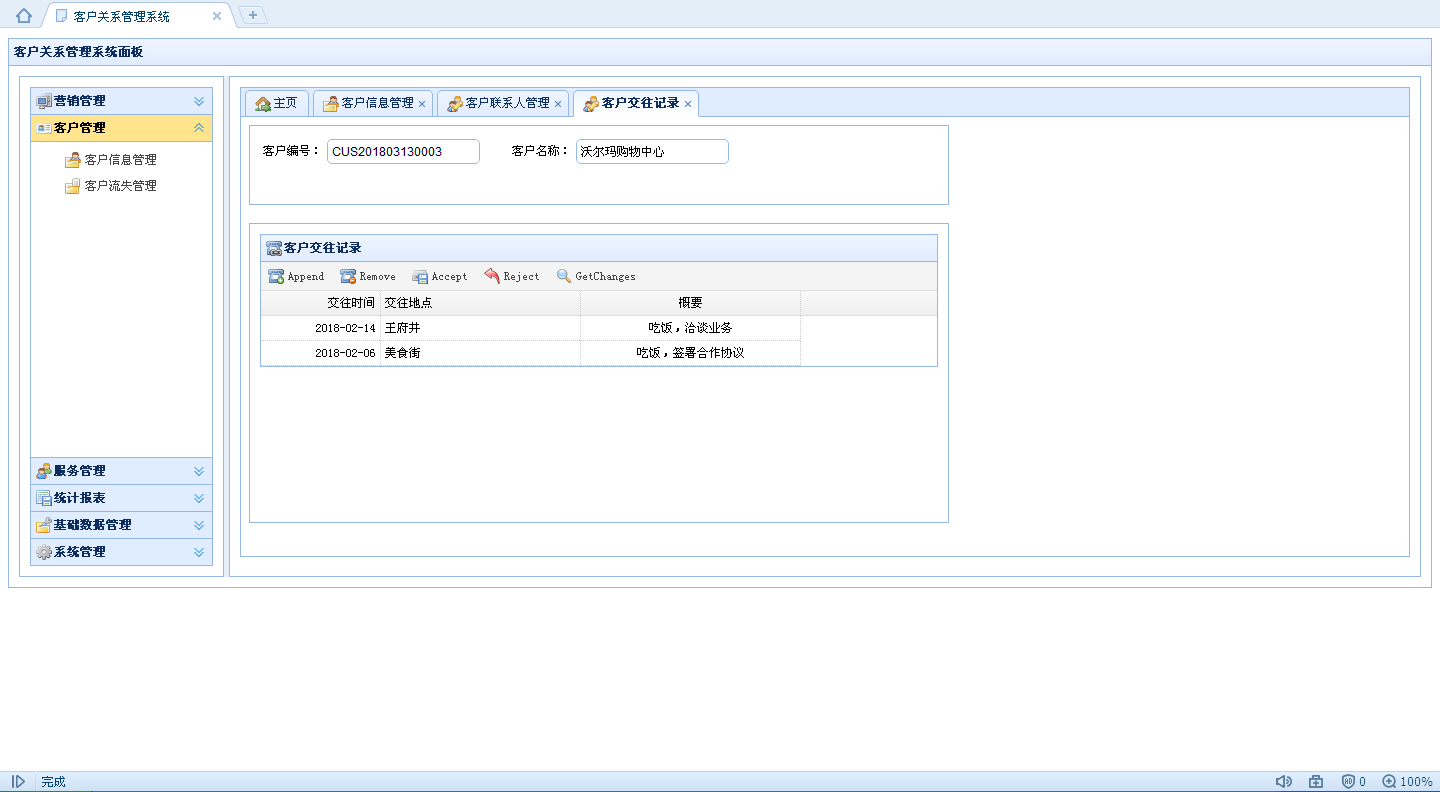 客户关系管理系统
客户关系管理系统面板
营销管理
客户管理
客户信息管理
客户流失管理
服务管理
统计报表
基础数据管理
系统管理
主页 客户信息管理 客户联系人管理 客户交往记录
客户编号： CUS201803130003 客户名称： 沃尔玛购物中心
客户交往记录
Append Remove Accept Reject GetChanges
交往时间 交往地点 概要
2018-02-14 王府井 吃饭，洽谈业务
2018-02-06 美食街 吃饭，签署合作协议
完成 0 100%